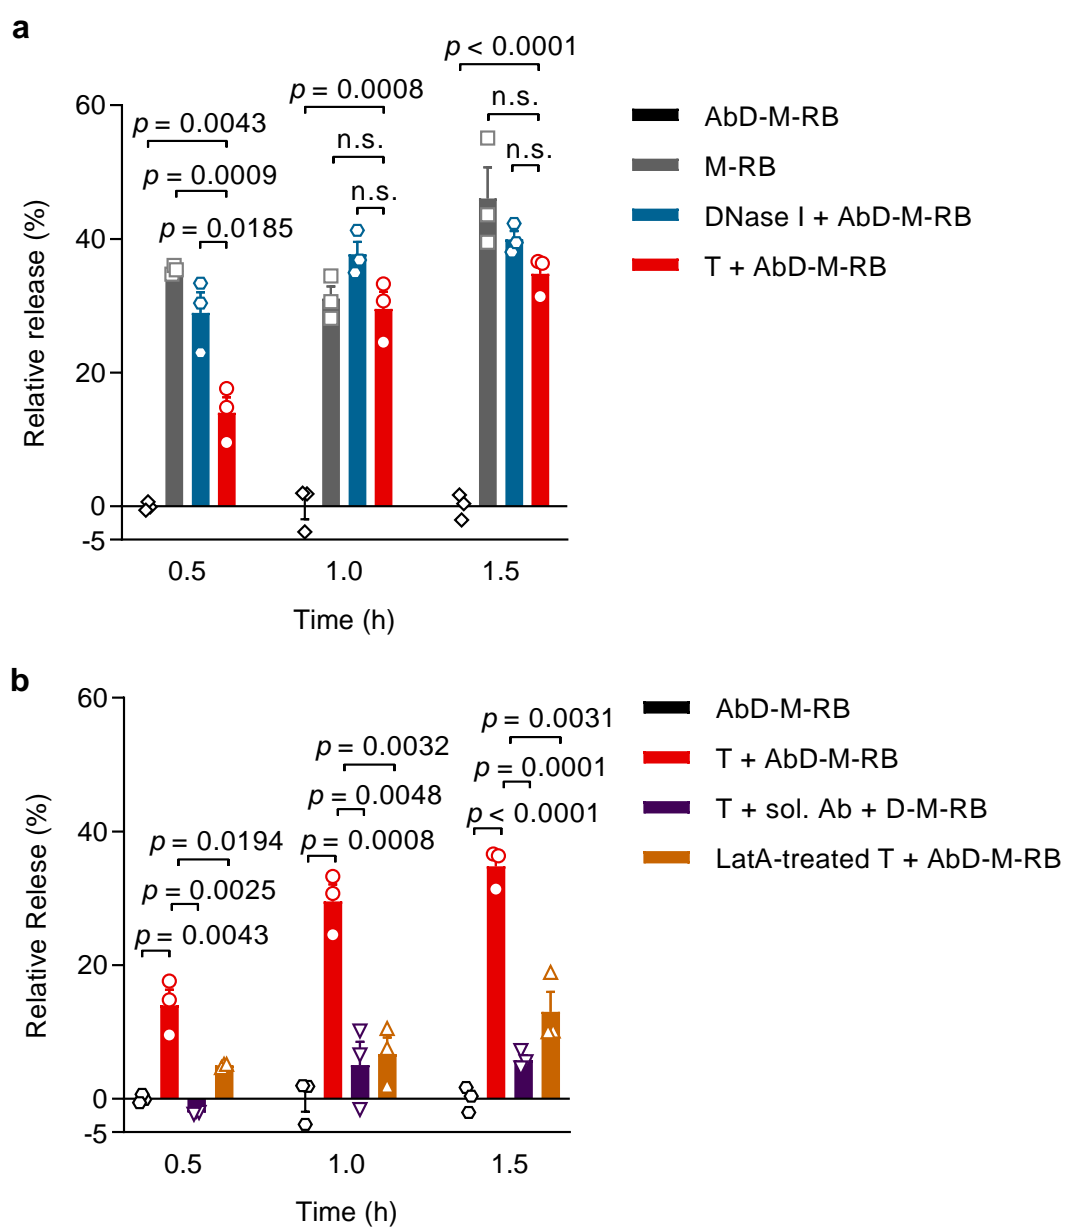 a
p < 0.0001
p = 0.0008
n.s.
60
p = 0.0043
n.s.
n.s.
p = 0.0009
n.s.
p = 0.0185
40
20
0
-5
Relative release (%)
0.5
1.0
1.5
Time (h)
AbD-M-RB
M-RB
DNase I + AbD-M-RB
T + AbD-M-RB
b
60
p = 0.0031
p = 0.0032
p = 0.0001
p = 0.0048
p < 0.0001
p = 0.0008
p = 0.0194
p = 0.0025
p = 0.0043
40
20
0
-5
Relative Relese (%)
0.5
1.0
1.5
Time (h)
AbD-M-RB
T + AbD-M-RB
T + sol. Ab + D-M-RB
LatA-treated T + AbD-M-RB